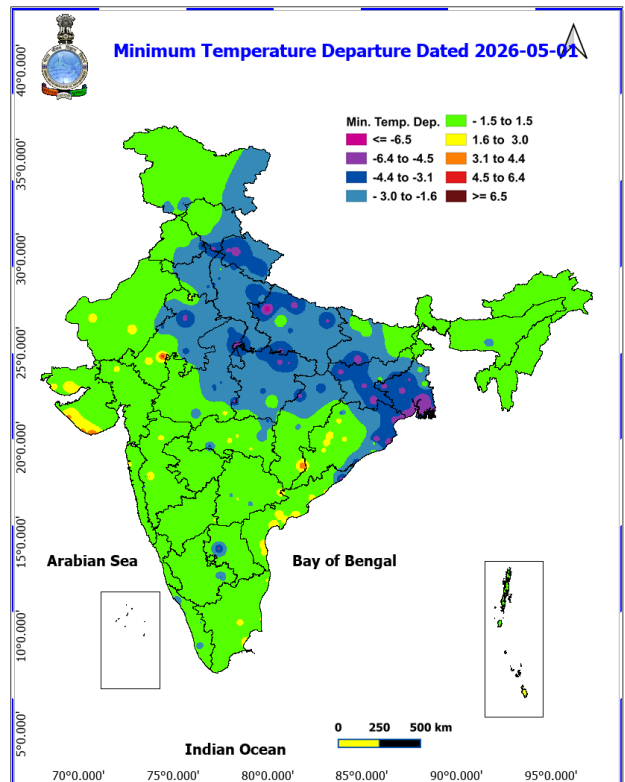 Minimum Temperature Departure Dated 2026-05-01
Min. Temp. Dep.
<= -6.5
-6.4 to -4.5
-4.4 to -3.1
- 3.0 to -1.6
- 1.5 to 1.5
1.6 to 3.0
3.1 to 4.4
4.5 to 6.4
>= 6.5
40°0.000'
35°0.000'
30°0.000'
25°0.000'
20°0.000'
15°0.000'
10°0.000'
5°0.000'
Arabian Sea
Bay of Bengal
Indian Ocean
0 250 500 km
70°0.000' 75°0.000' 80°0.000' 85°0.000' 90°0.000' 95°0.000'